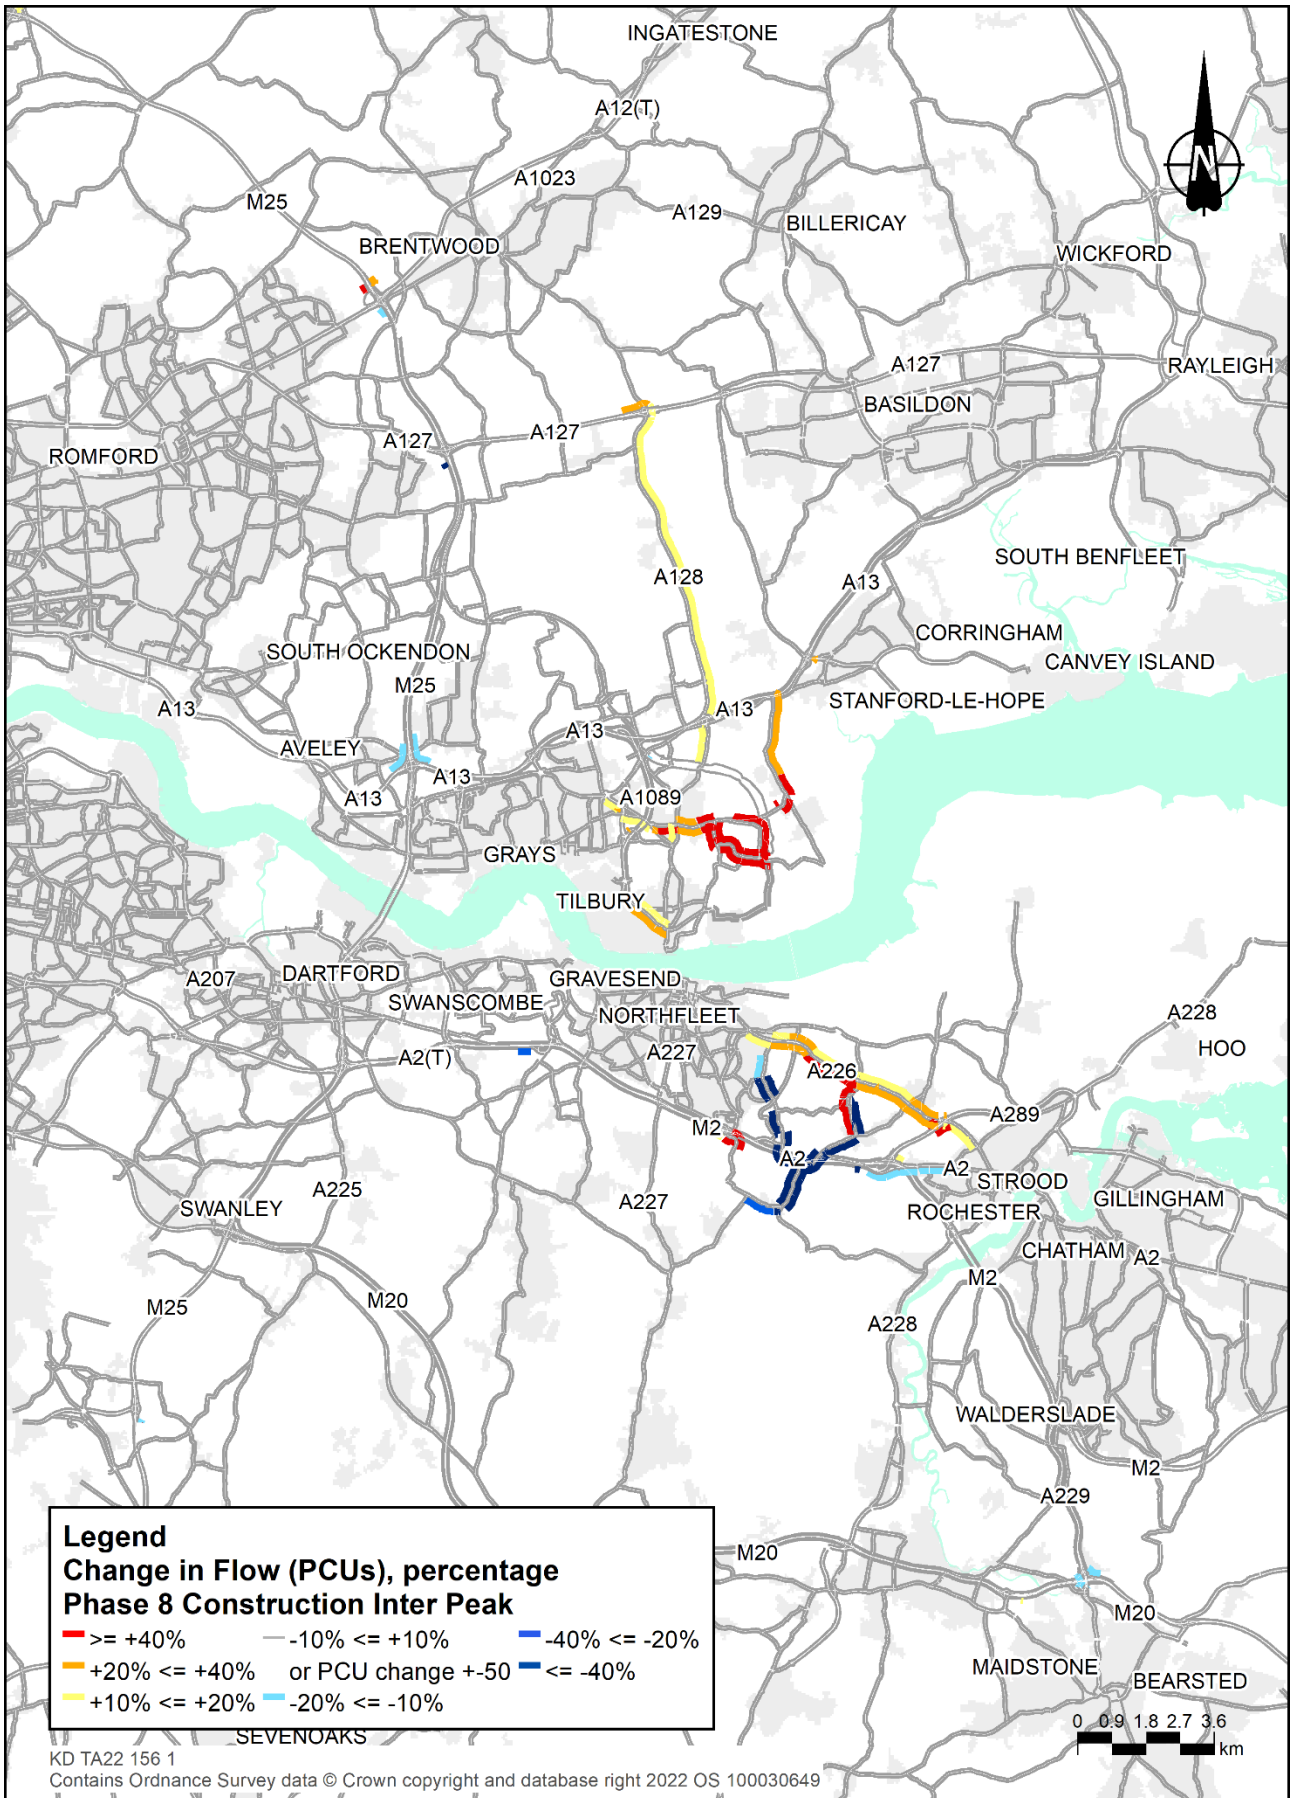 INGATESTONE
A12(T)
A1023
M25
A129
BILLERICAY
N
BRENTWOOD
WICKFORD
A127
RAYLEIGH
BASILDON
A127
A127
ROMFORD
SOUTH BENFLEET
A128
A13
CORRINGHAM
SOUTH OCKENDON
CANVEY ISLAND
M25
STANFORD-LE-HOPE
A13
A13
A13
AVELEY
A13
A13
A1089
GRAYS
TILBURY
DARTFORD
A207
GRAVESEND
SWANSCOMBE
NORTHFLEET
A228
HOO
A227
A2(T)
A226
A289
M2
A2
A2
STROOD
A225
A227
GILLINGHAM
SWANLEY
ROCHESTER
CHATHAM
A2
M2
M20
M25
A228
WALDERSLADE
M2
A229
M20
M20
MAIDSTONE
BEARSTED
Legend
Change in Flow (PCUs), percentage
Phase 8 Construction Inter Peak
>= +40%
-10% <= +10%
-40% <= -20%
+20% <= +40%
or PCU change +-50
<= -40%
+10% <= +20%
-20% <= -10%
SEVENOAKS
0 0.9 1.8 2.7 3.6
km
KD TA22 156 1
Contains Ordnance Survey data © Crown copyright and database right 2022 OS 100030649